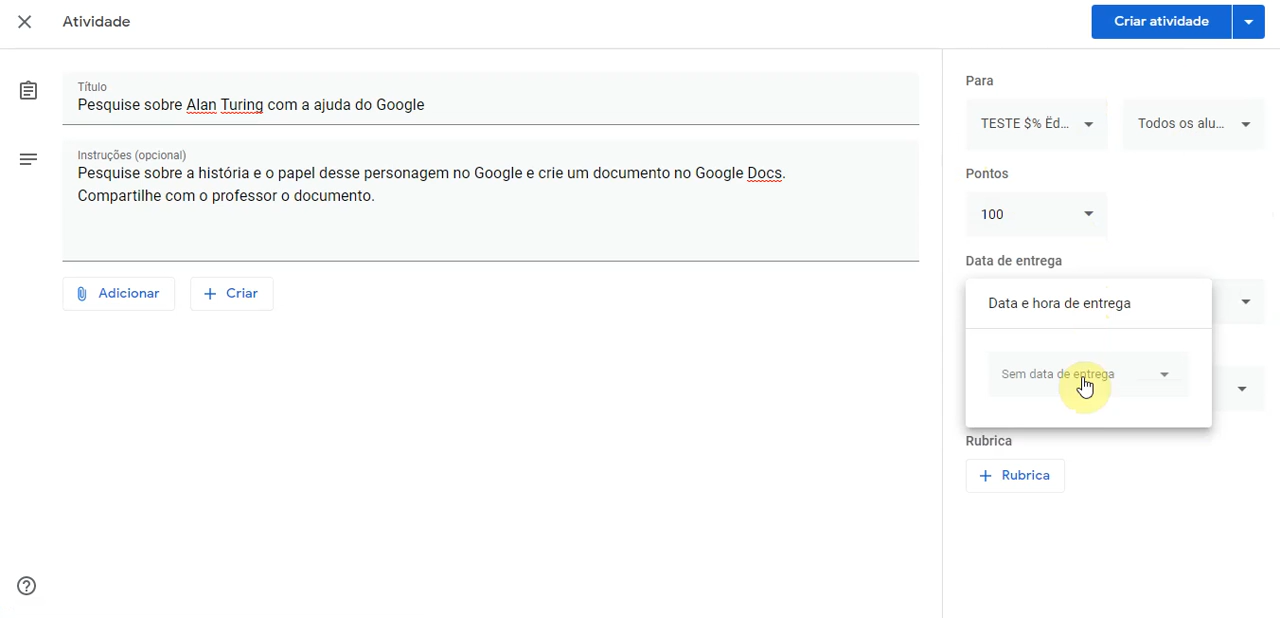 Atividade
Criar atividade
Título
Pesquise sobre Alan Turing com a ajuda do Google
Instruções (opcional)
Pesquise sobre a história e o papel desse personagem no Google e crie um documento no Google Docs.
Compartilhe com o professor o documento.
Adicionar
Criar
Para
TESTE $% Ëd...
Todos os alu...
Pontos
100
Data de entrega
Data e hora de entrega
Sem data de entrega
Rubrica
Rubrica